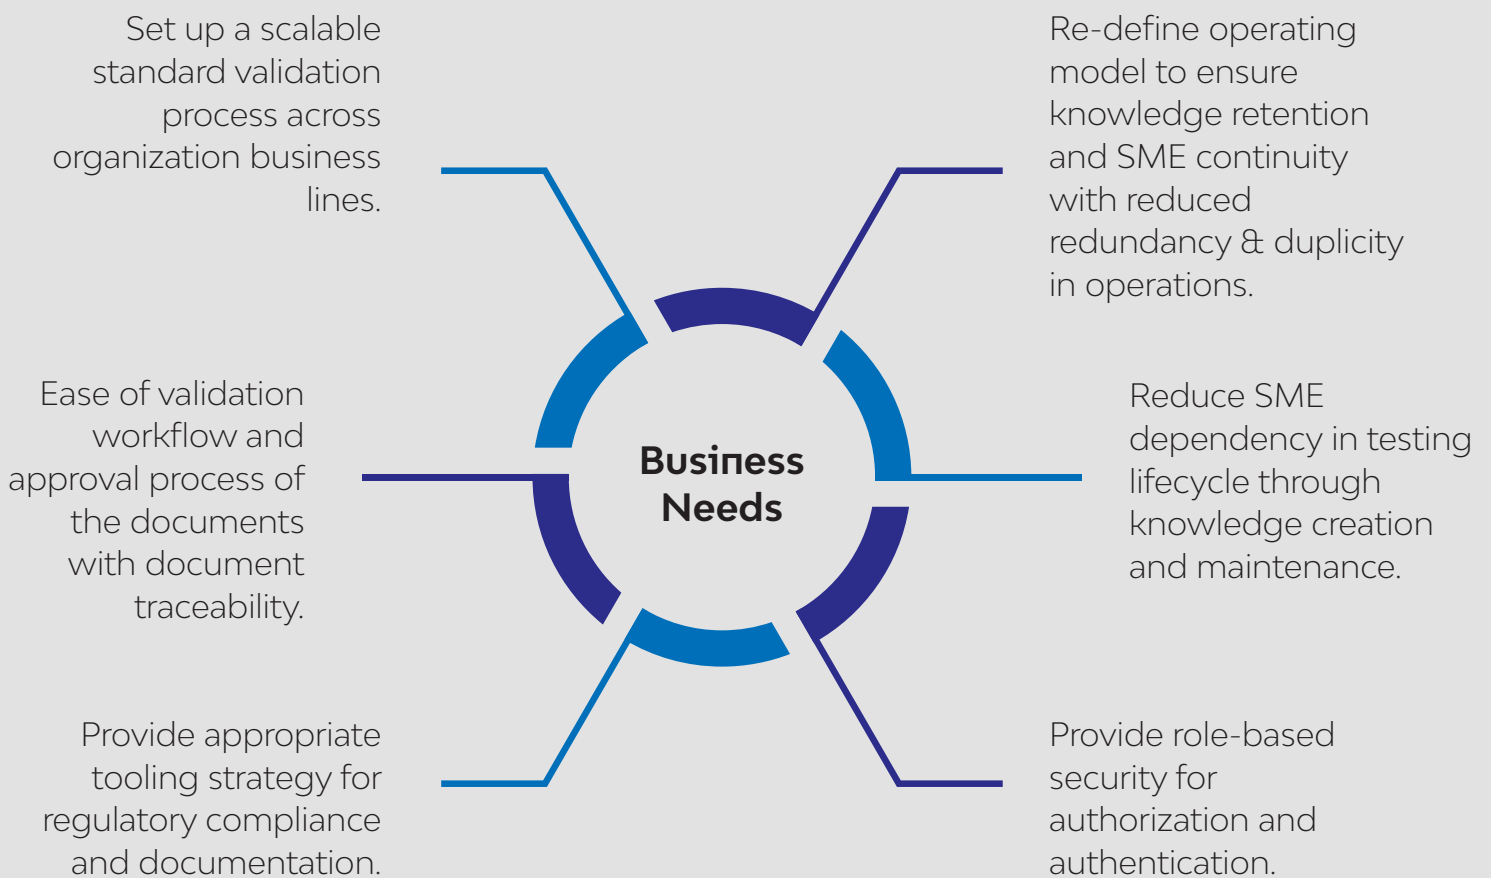 Set up a scalable
standard validation
process across
organization business
lines.
Re-define operating
model to ensure
knowledge retention
and SME continuity
with reduced
redundancy & duplicity
in operations.
Ease of validation
workflow and
approval process of
the documents
with document
traceability.
Business
Needs
Reduce SME
dependency in testing
lifecycle through
knowledge creation
and maintenance.
Provide appropriate
tooling strategy for
regulatory compliance
and documentation.
Provide role-based
security for
authorization and
authentication.